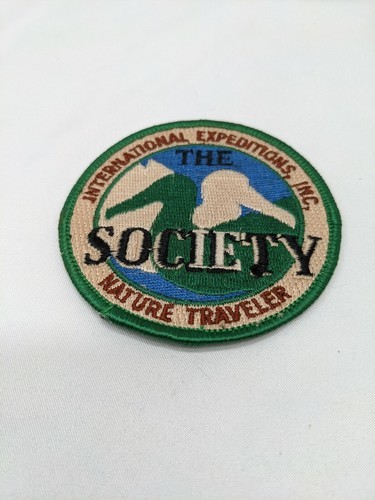 INTERNATIONAL EXPEDITIONS, INC.
THE
SOCIETY
NATURE TRAVELER